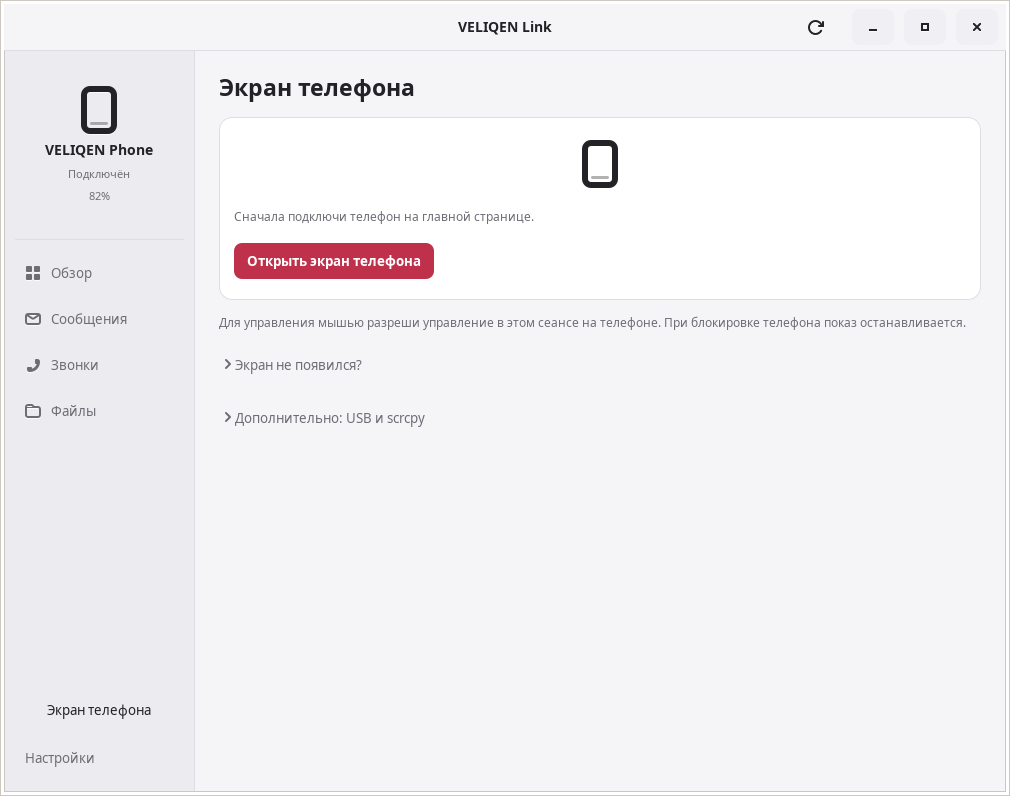 VELIQEN Link
VELIQEN Phone
Подключён
82%
Обзор
Сообщения
Звонки
Файлы
Экран телефона
Настройки
Экран телефона
Сначала подключи телефон на главной странице.
Открыть экран телефона
Для управления мышью разреши управление в этом сеансе на телефоне. При блокировке телефона показ останавливается.
Экран не появился?
Дополнительно: USB и scrcpy